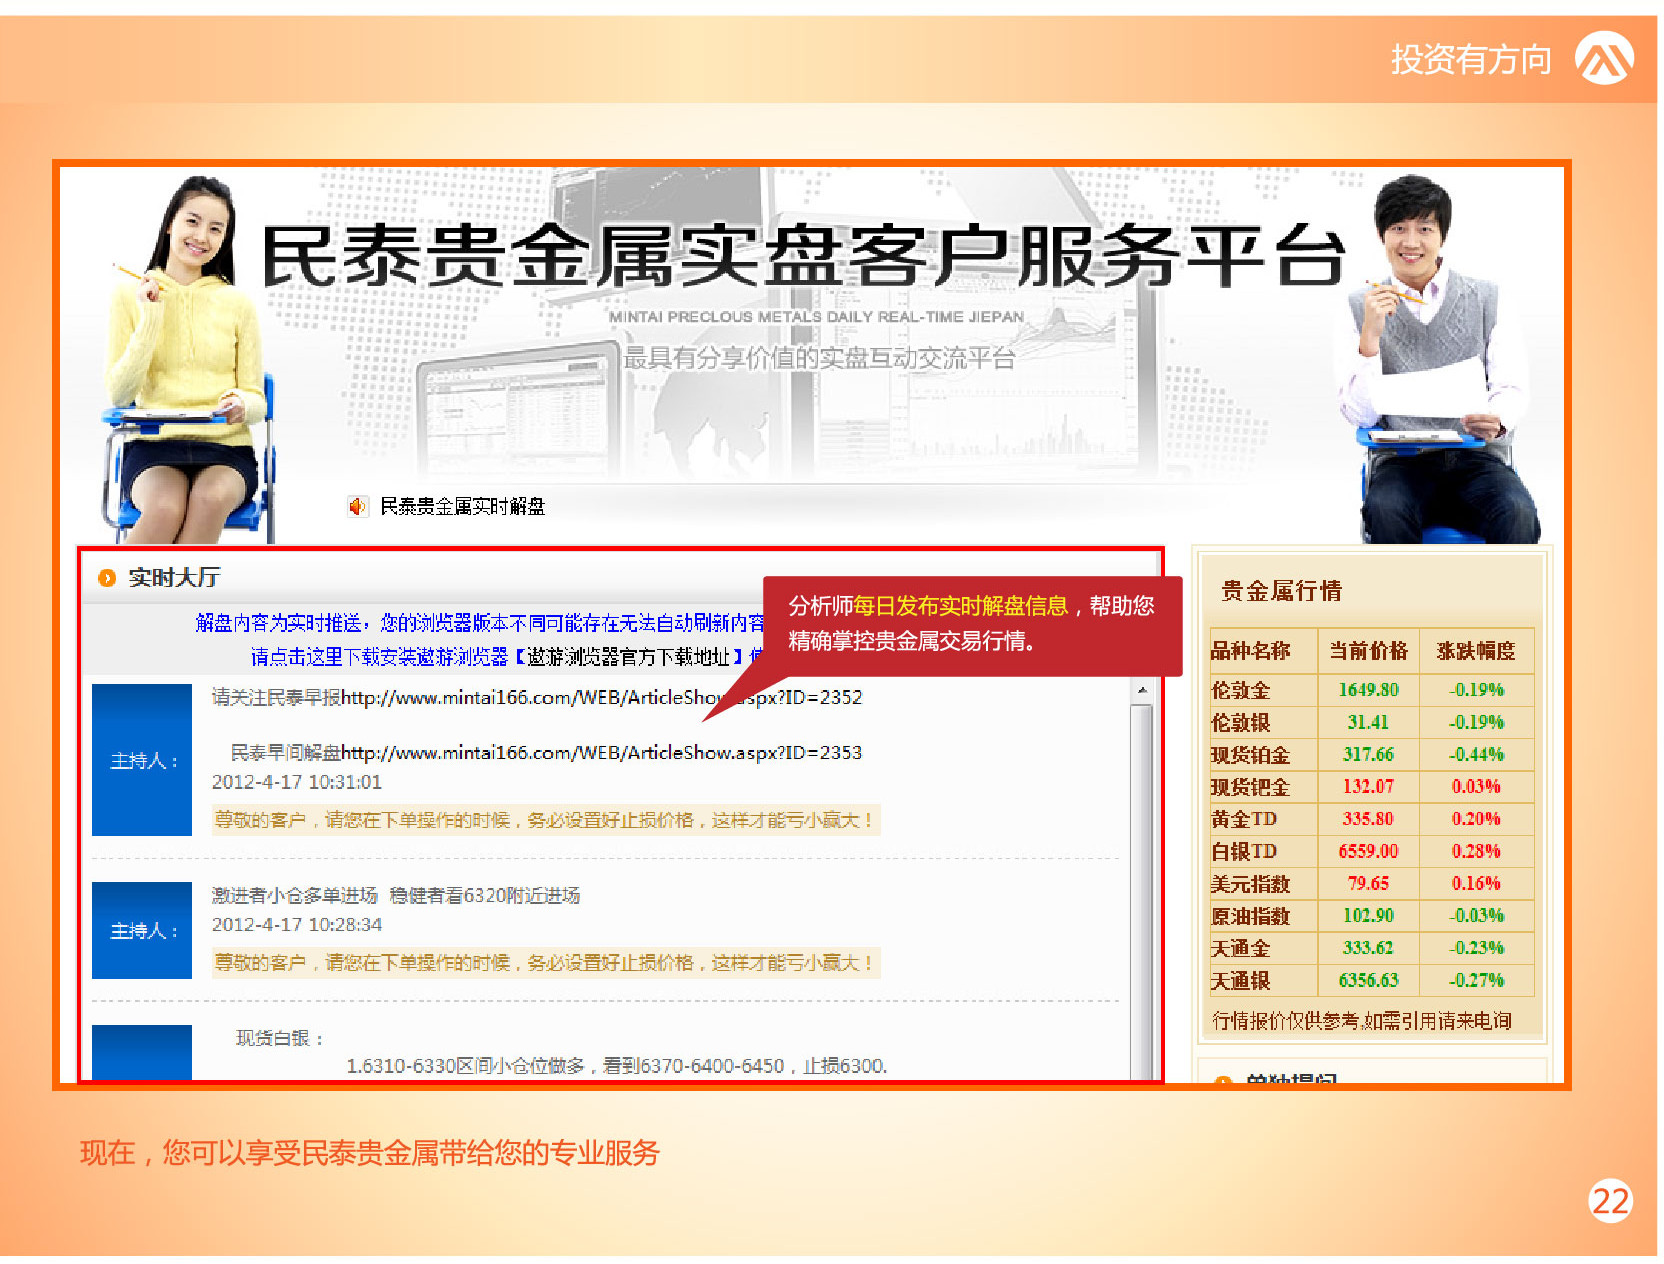 投资有方向
民泰贵金属实盘客户服务平台
MINTAI PRECLOUS METALS DAILY REAL-TIME JIEPAN
最具有分享价值的实盘互动交流平台
民泰贵金属实时解盘
实时大厅
解盘内容为实时推送，您的浏览器版本不同可能存在无法自动刷新内容
请点击这里下载安装遨游浏览器【遨游浏览器官方下载地址】
分析师每日发布实时解盘信息，帮助您
精确掌控贵金属交易行情。
主持人：
请关注民泰早报http://www.mintai166.com/WEB/ArticleShow.aspx?ID=2352
民泰早间解盘http://www.mintai166.com/WEB/ArticleShow.aspx?ID=2353
2012-4-17 10:31:01
尊敬的客户，请您在下单操作的时候，务必设置好止损价格，这样才能亏小赢大！
主持人：
激进者小仓多单进场 稳健者看6320附近进场
2012-4-17 10:28:34
尊敬的客户，请您在下单操作的时候，务必设置好止损价格，这样才能亏小赢大！
现货白银：
1.6310-6330区间小仓位做多，看到6370-6400-6450，止损6300.
贵金属行情
品种名称 当前价格 涨跌幅度
伦敦金 1649.80 -0.19%
伦敦银 31.41 -0.19%
现货铂金 317.66 -0.44%
现货钯金 132.07 0.03%
黄金TD 335.80 0.20%
白银TD 6559.00 0.28%
美元指数 79.65 0.16%
原油指数 102.90 -0.03%
天通金 333.62 -0.23%
天通银 6356.63 -0.27%
行情报价仅供参考,如需引用请来电询
单独提问
现在，您可以享受民泰贵金属带给您的专业服务
22